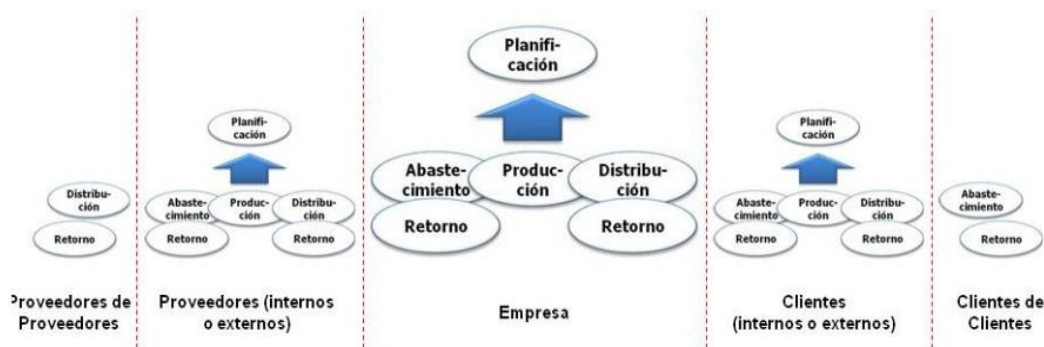 Planifi-
cación
Planifi-
cación
Planifi-
cación
Distribu-
ción
Retorno
Abaste-
cimiento
Produc-
ción
Distribu-
ción
Retorno
Retorno
Abaste-
cimiento
Produc-
ción
Distribu-
ción
Retorno
Retorno
Abaste-
cimiento
Produc-
ción
Distribu-
ción
Retorno
Retorno
Abaste-
cimiento
Retorno
Proveedores de
Proveedores
Proveedores (internos
o externos)
Empresa
Clientes
(internos o externos)
Clientes de
Clientes